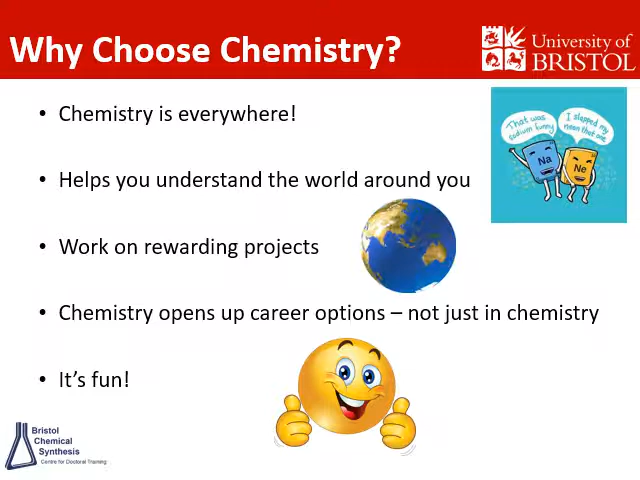 Why Choose Chemistry?
University of
BRISTOL
• Chemistry is everywhere!
That was
sodium funny
I slapped my
neon that one
Na
Ne
• Helps you understand the world around you
• Work on rewarding projects
• Chemistry opens up career options – not just in chemistry
• It’s fun!
Bristol
Chemical
Synthesis
Centre for Doctoral Training